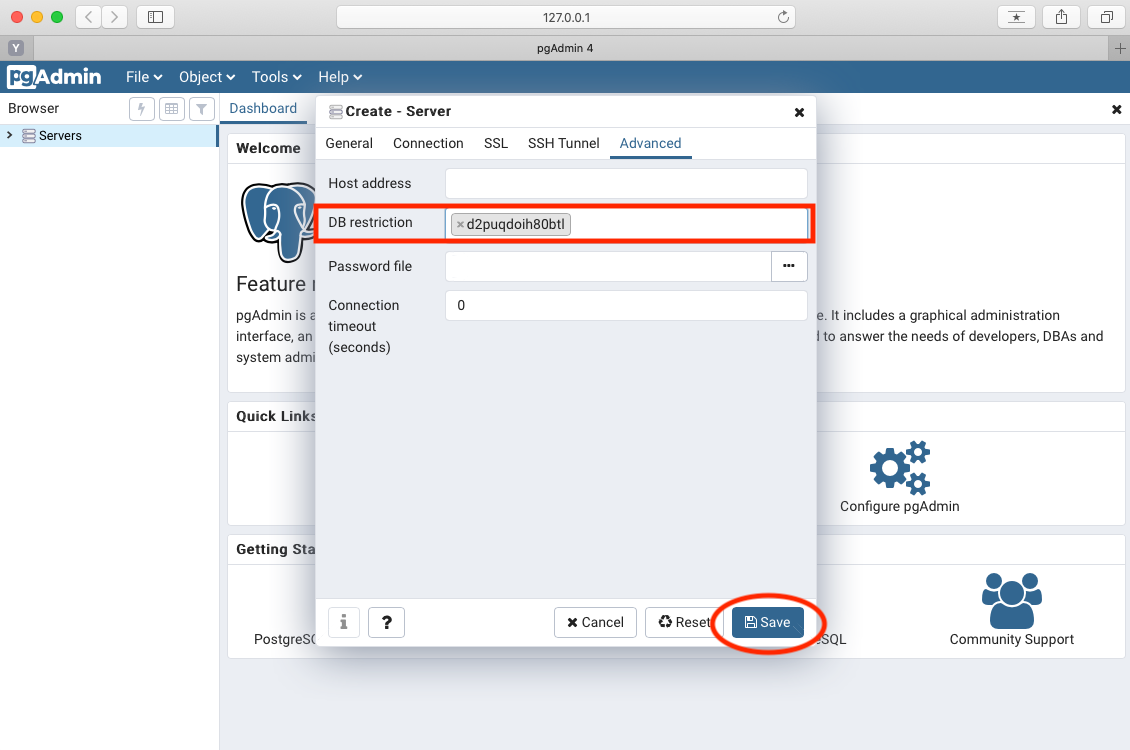 127.0.0.1
Y
pgAdmin 4
pgAdmin File Object Tools Help
Browser
Servers
Dashboard
Welcome
Feature
pgAdmin is a
interface, an
system admi
e. It includes a graphical administration
to answer the needs of developers, DBAs and
Quick Links
Configure pgAdmin
Getting Sta
PostgreSQ
SQL
Community Support
Create - Server
General Connection SSL SSH Tunnel Advanced
Host address
DB restriction
× d2puqdoih80btl
Password file
•••
Connection
timeout
(seconds)
0
i ? Cancel Reset Save